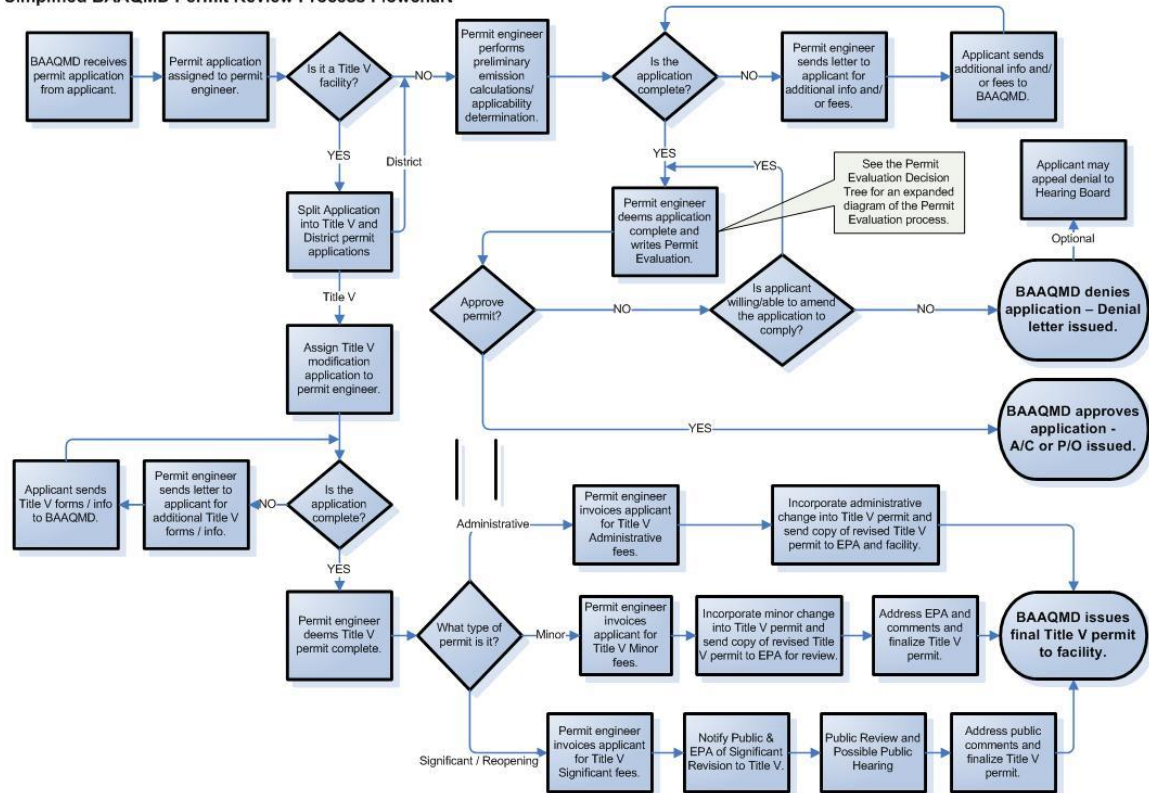 Simplified BAAQMD Permit Review Process Flowchart
BAAQMD receives
permit application
from applicant.
Permit application
assigned to permit
engineer.
Is it a Title V
facility?
NO
Permit engineer
performs
preliminary
emission
calculations/
applicability
determination.
Is the
application
complete?
NO
Permit engineer
sends letter to
applicant for
additional info and/
or fees.
Applicant sends
additional info and/
or fees to
BAAQMD.
YES
District
YES
YES
See the Permit
Evaluation Decision
Tree for an expanded
diagram of the Permit
Evaluation process.
Applicant may
appeal denial to
Hearing Board
Split Application
into Title V and
District permit
applications
Permit engineer
deems application
complete and
writes Permit
Evaluation.
Optional
Title V
Approve
permit?
NO
Is applicant
willing/able to amend
the application to
comply?
NO
BAAQMD denies
application – Denial
letter issued.
Assign Title V
modification
application to
permit engineer.
YES
BAAQMD approves
application -
A/C or P/O issued.
Applicant sends
Title V forms / info
to BAAQMD.
Permit engineer
sends letter to
applicant for
additional Title V
forms / info.
NO
Is the
application
complete?
Administrative
Permit engineer
invoices applicant
for Title V
Administrative
fees.
Incorporate administrative
change into Title V permit and
send copy of revised Title V
permit to EPA and facility.
YES
Permit engineer
deems Title V
permit complete.
What type of
permit is it?
Minor
Permit engineer
invoices
applicant for
Title V Minor
fees.
Incorporate minor change
into Title V permit and
send copy of revised Title
V permit to EPA for review.
Address EPA and
comments and
finalize Title V
permit.
BAAQMD issues
final Title V permit
to facility.
Significant / Reopening
Permit engineer
invoices applicant
for Title V
Significant fees.
Notify Public &
EPA of Significant
Revision to Title V.
Public Review and
Possible Public
Hearing
Address public
comments and
finalize Title V
permit.